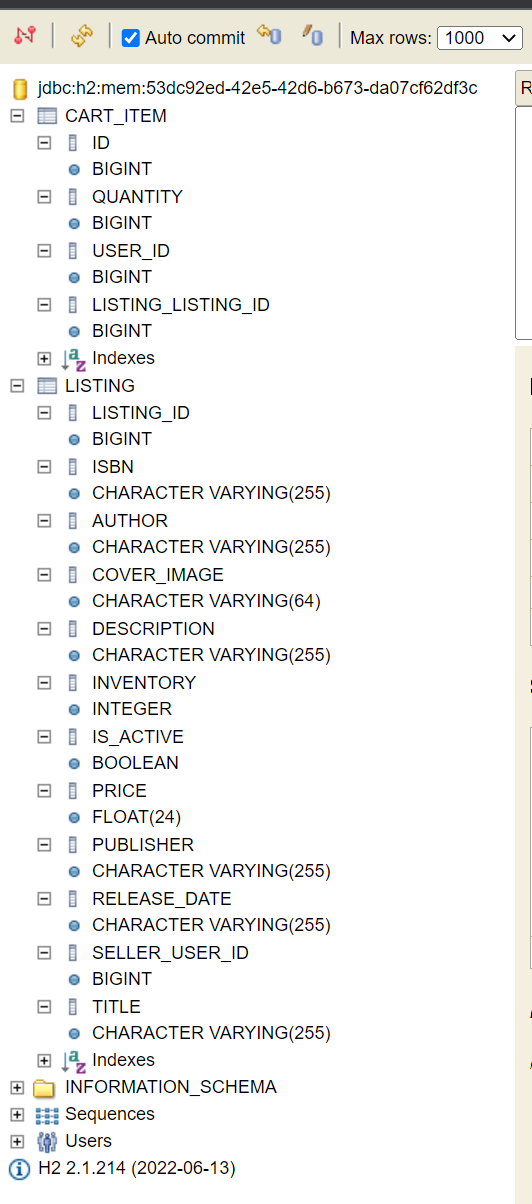 Auto commit Max rows: 1000
jdbc:h2:mem:53dc92ed-42e5-42d6-b673-da07cf62df3c
CART_ITEM
ID
BIGINT
QUANTITY
BIGINT
USER_ID
BIGINT
LISTING_LISTING_ID
BIGINT
Indexes
LISTING
LISTING_ID
BIGINT
ISBN
CHARACTER VARYING(255)
AUTHOR
CHARACTER VARYING(255)
COVER_IMAGE
CHARACTER VARYING(64)
DESCRIPTION
CHARACTER VARYING(255)
INVENTORY
INTEGER
IS_ACTIVE
BOOLEAN
PRICE
FLOAT(24)
PUBLISHER
CHARACTER VARYING(255)
RELEASE_DATE
CHARACTER VARYING(255)
SELLER_USER_ID
BIGINT
TITLE
CHARACTER VARYING(255)
Indexes
INFORMATION_SCHEMA
Sequences
Users
H2 2.1.214 (2022-06-13)